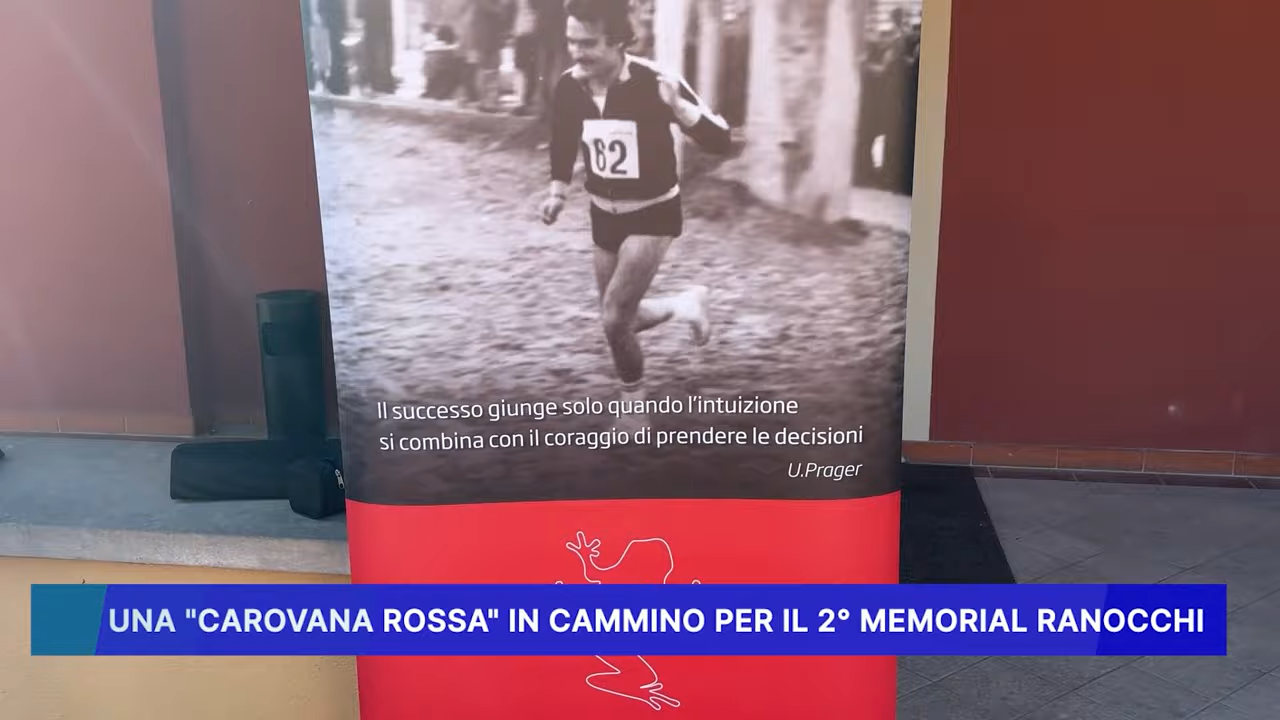 62
Il successo giunge solo quando l'intuizione
si combina con il coraggio di prendere le decisioni
U.Prager
UNA "CAROVANA ROSSA" IN CAMMINO PER IL 2° MEMORIAL RANOCCHI